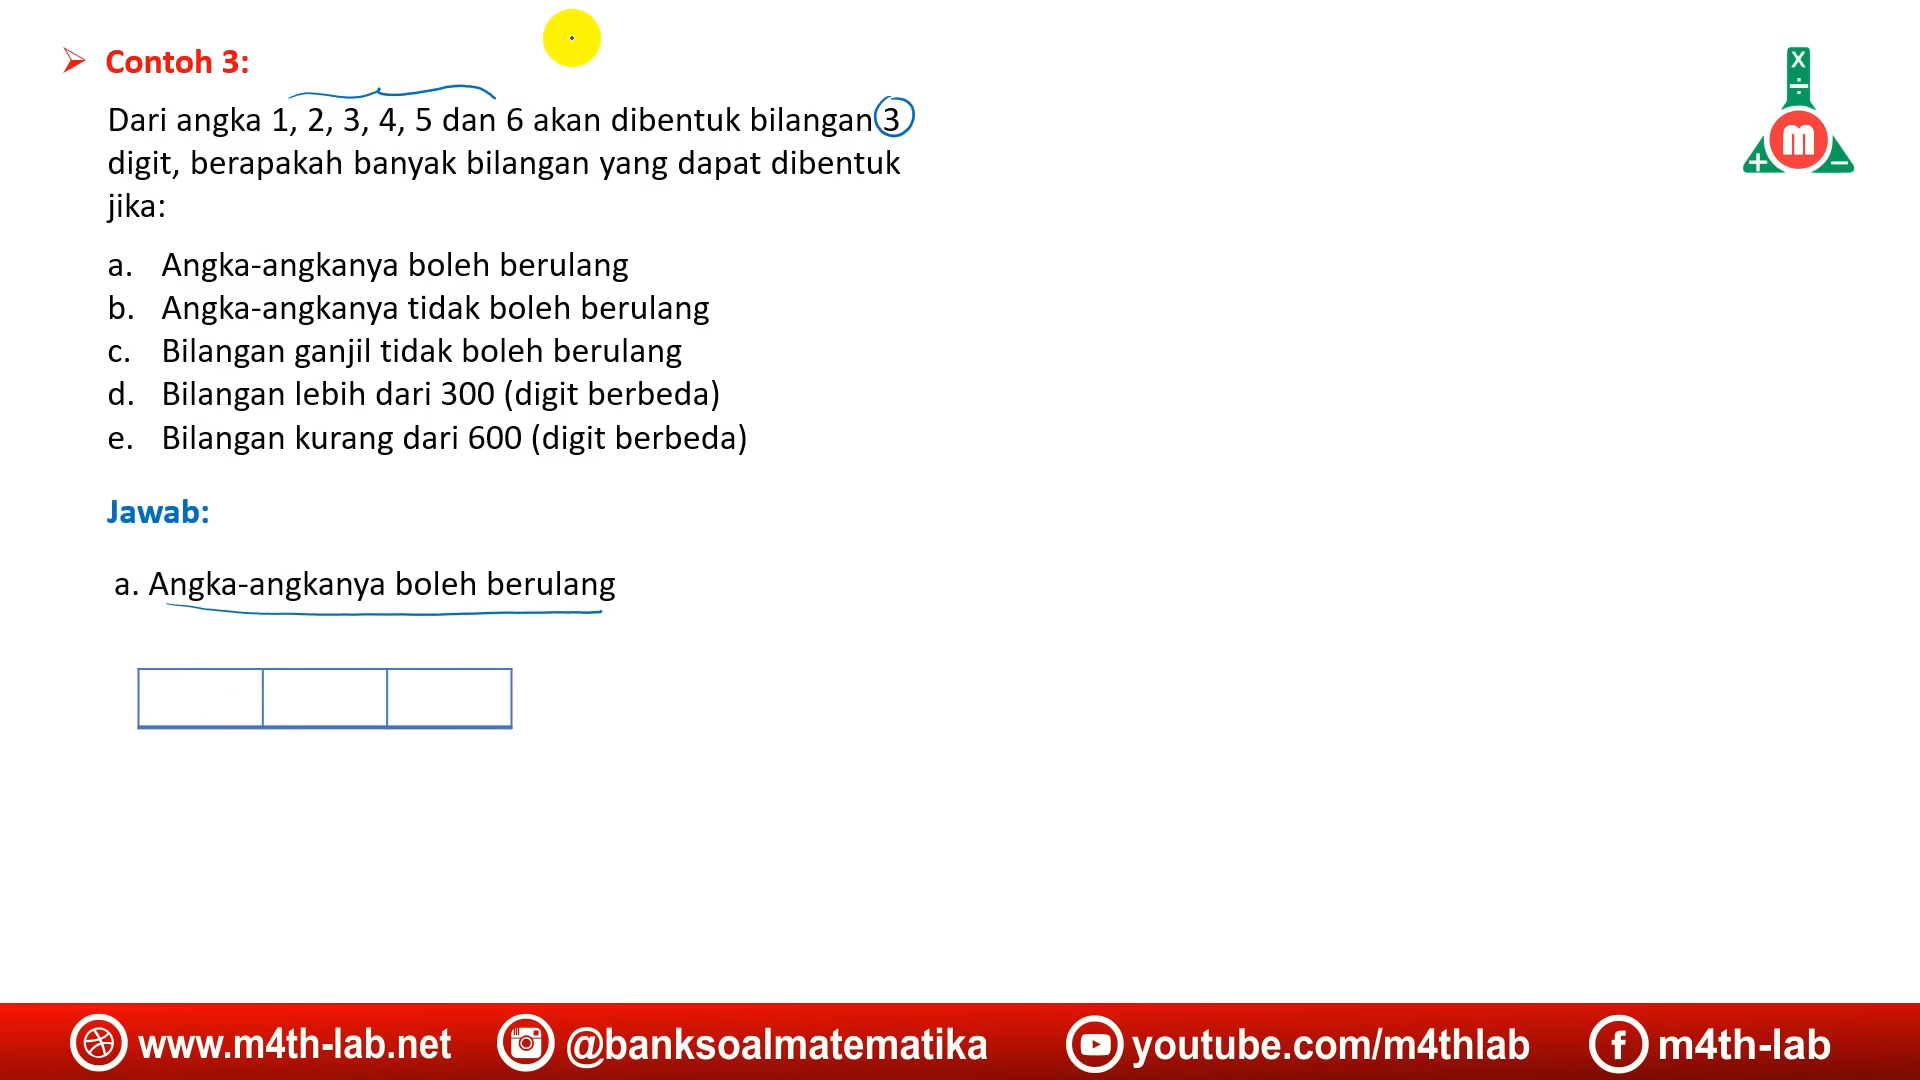 Contoh 3:
Dari angka 1, 2, 3, 4, 5 dan 6 akan dibentuk bilangan 3
digit, berapakah banyak bilangan yang dapat dibentuk
jika:
a. Angka-angkanya boleh berulang
b. Angka-angkanya tidak boleh berulang
c. Bilangan ganjil tidak boleh berulang
d. Bilangan lebih dari 300 (digit berbeda)
e. Bilangan kurang dari 600 (digit berbeda)
Jawab:
a. Angka-angkanya boleh berulang
x
÷
m
+ −
www.m4th-lab.net @banksoalmatematika youtube.com/m4thlab f m4th-lab